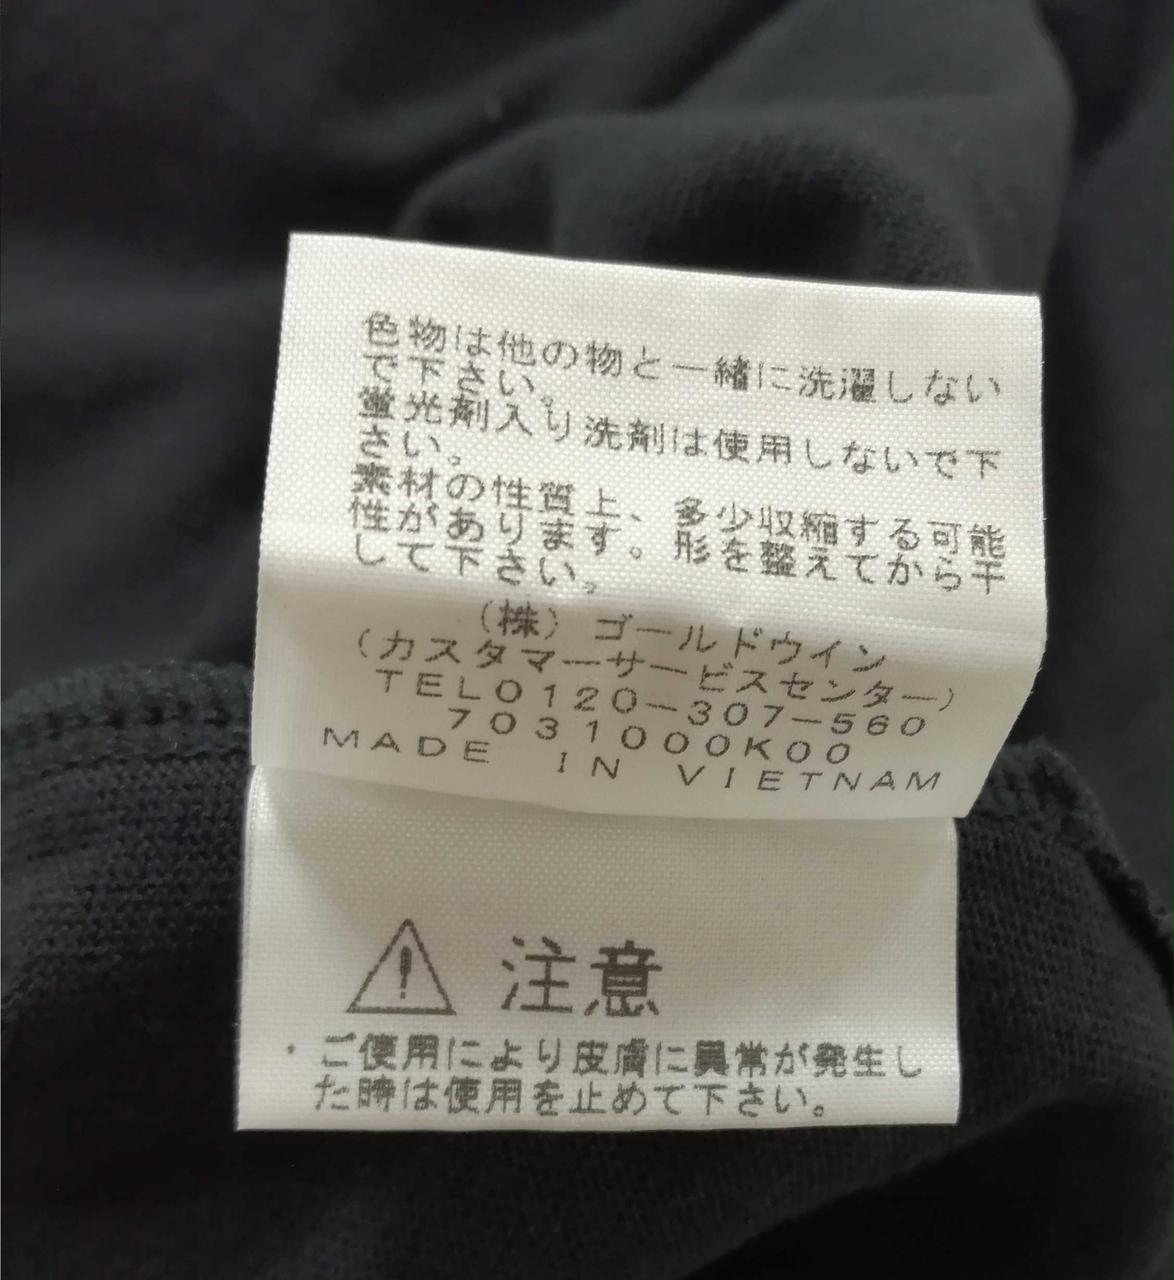 色物は他の物と一緒に洗濯しない
で下さい。
蛍光剤入り洗剤は使用しないで下
さい。
素材の性質上、多少収縮する可能
性があります。形を整えてから干
して下さい。
(株)ゴールドウイン
(カスタマーサービスセンター)
TEL0120-307-560
7031000K00
MADE IN VIETNAM
注意
・ご使用により皮膚に異常が発生し
た時は使用を止めて下さい。